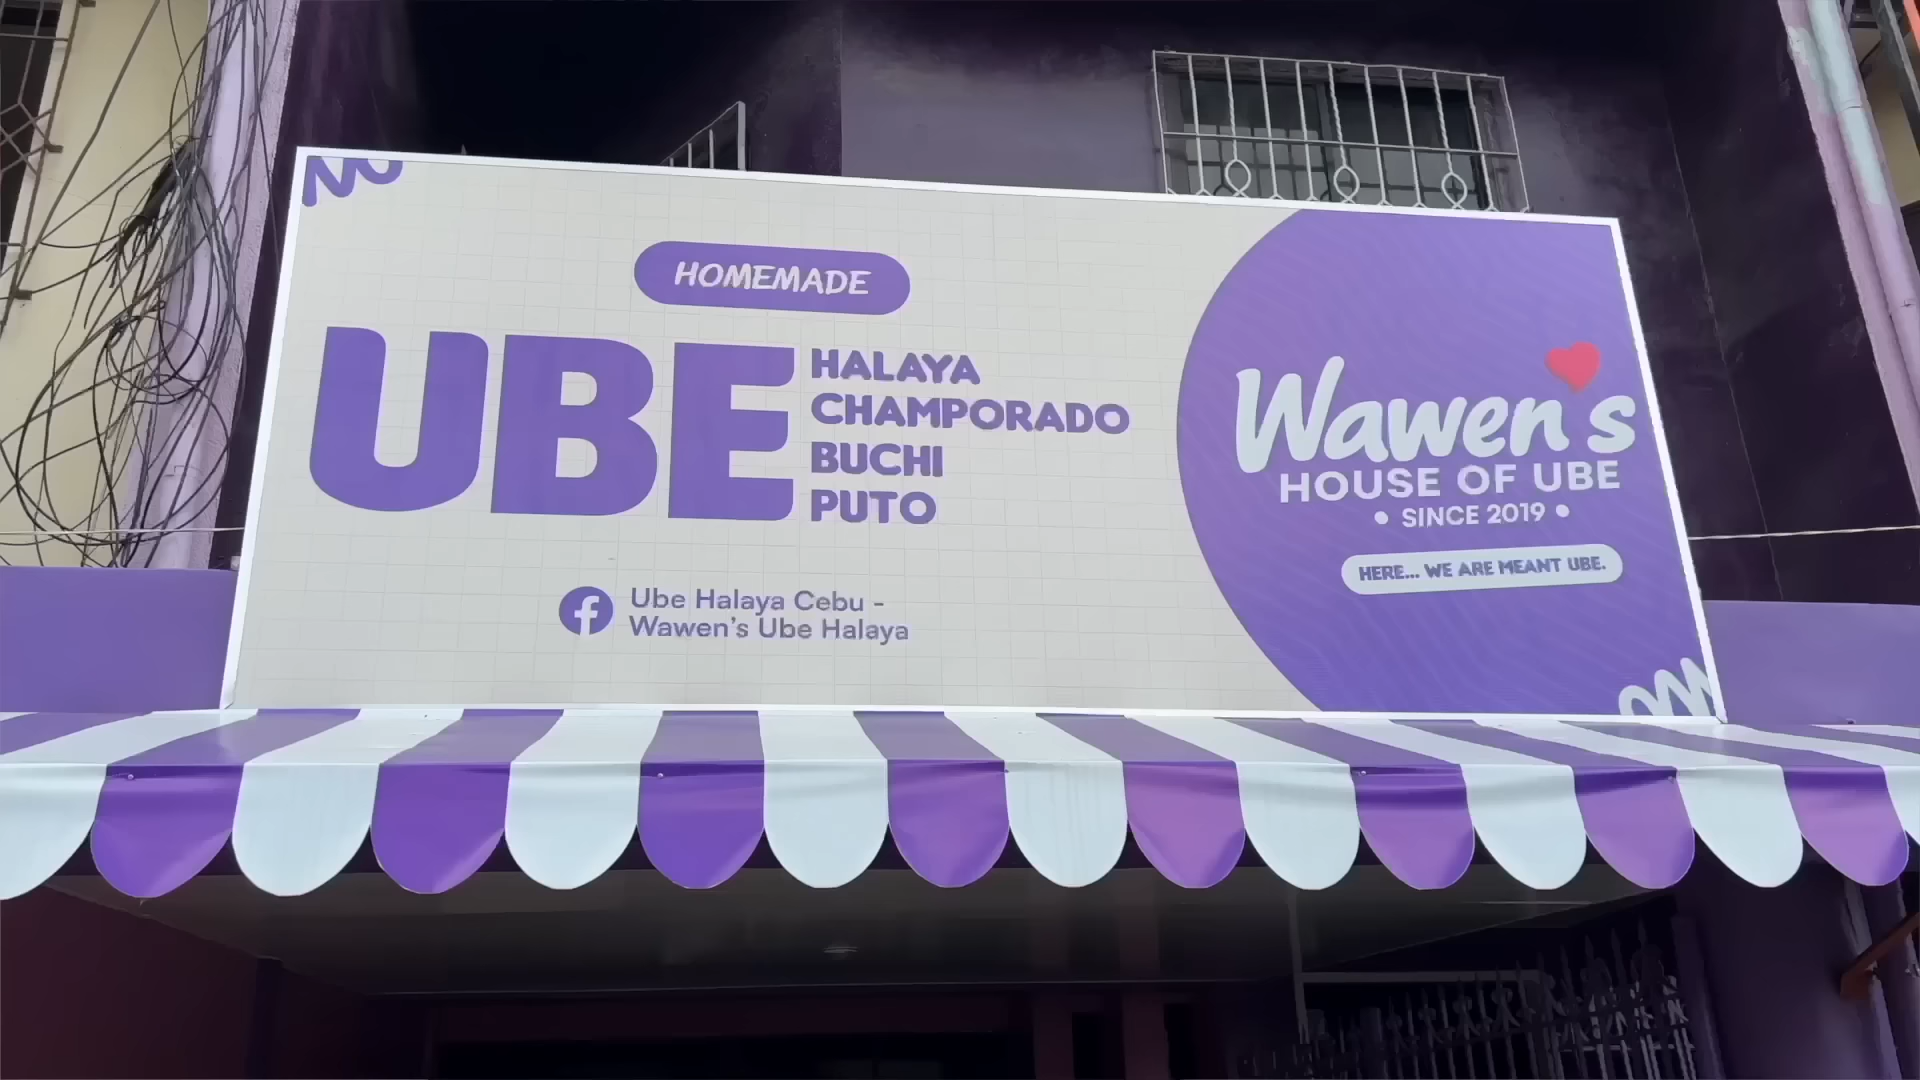 HOMEMADE
UBE
HALAYA
CHAMPORADO
BUCHI
PUTO
Ube Halaya Cebu -
Wawen's Ube Halaya
Wawen's
HOUSE OF UBE
• SINCE 2019 •
HERE... WE ARE MEANT UBE.